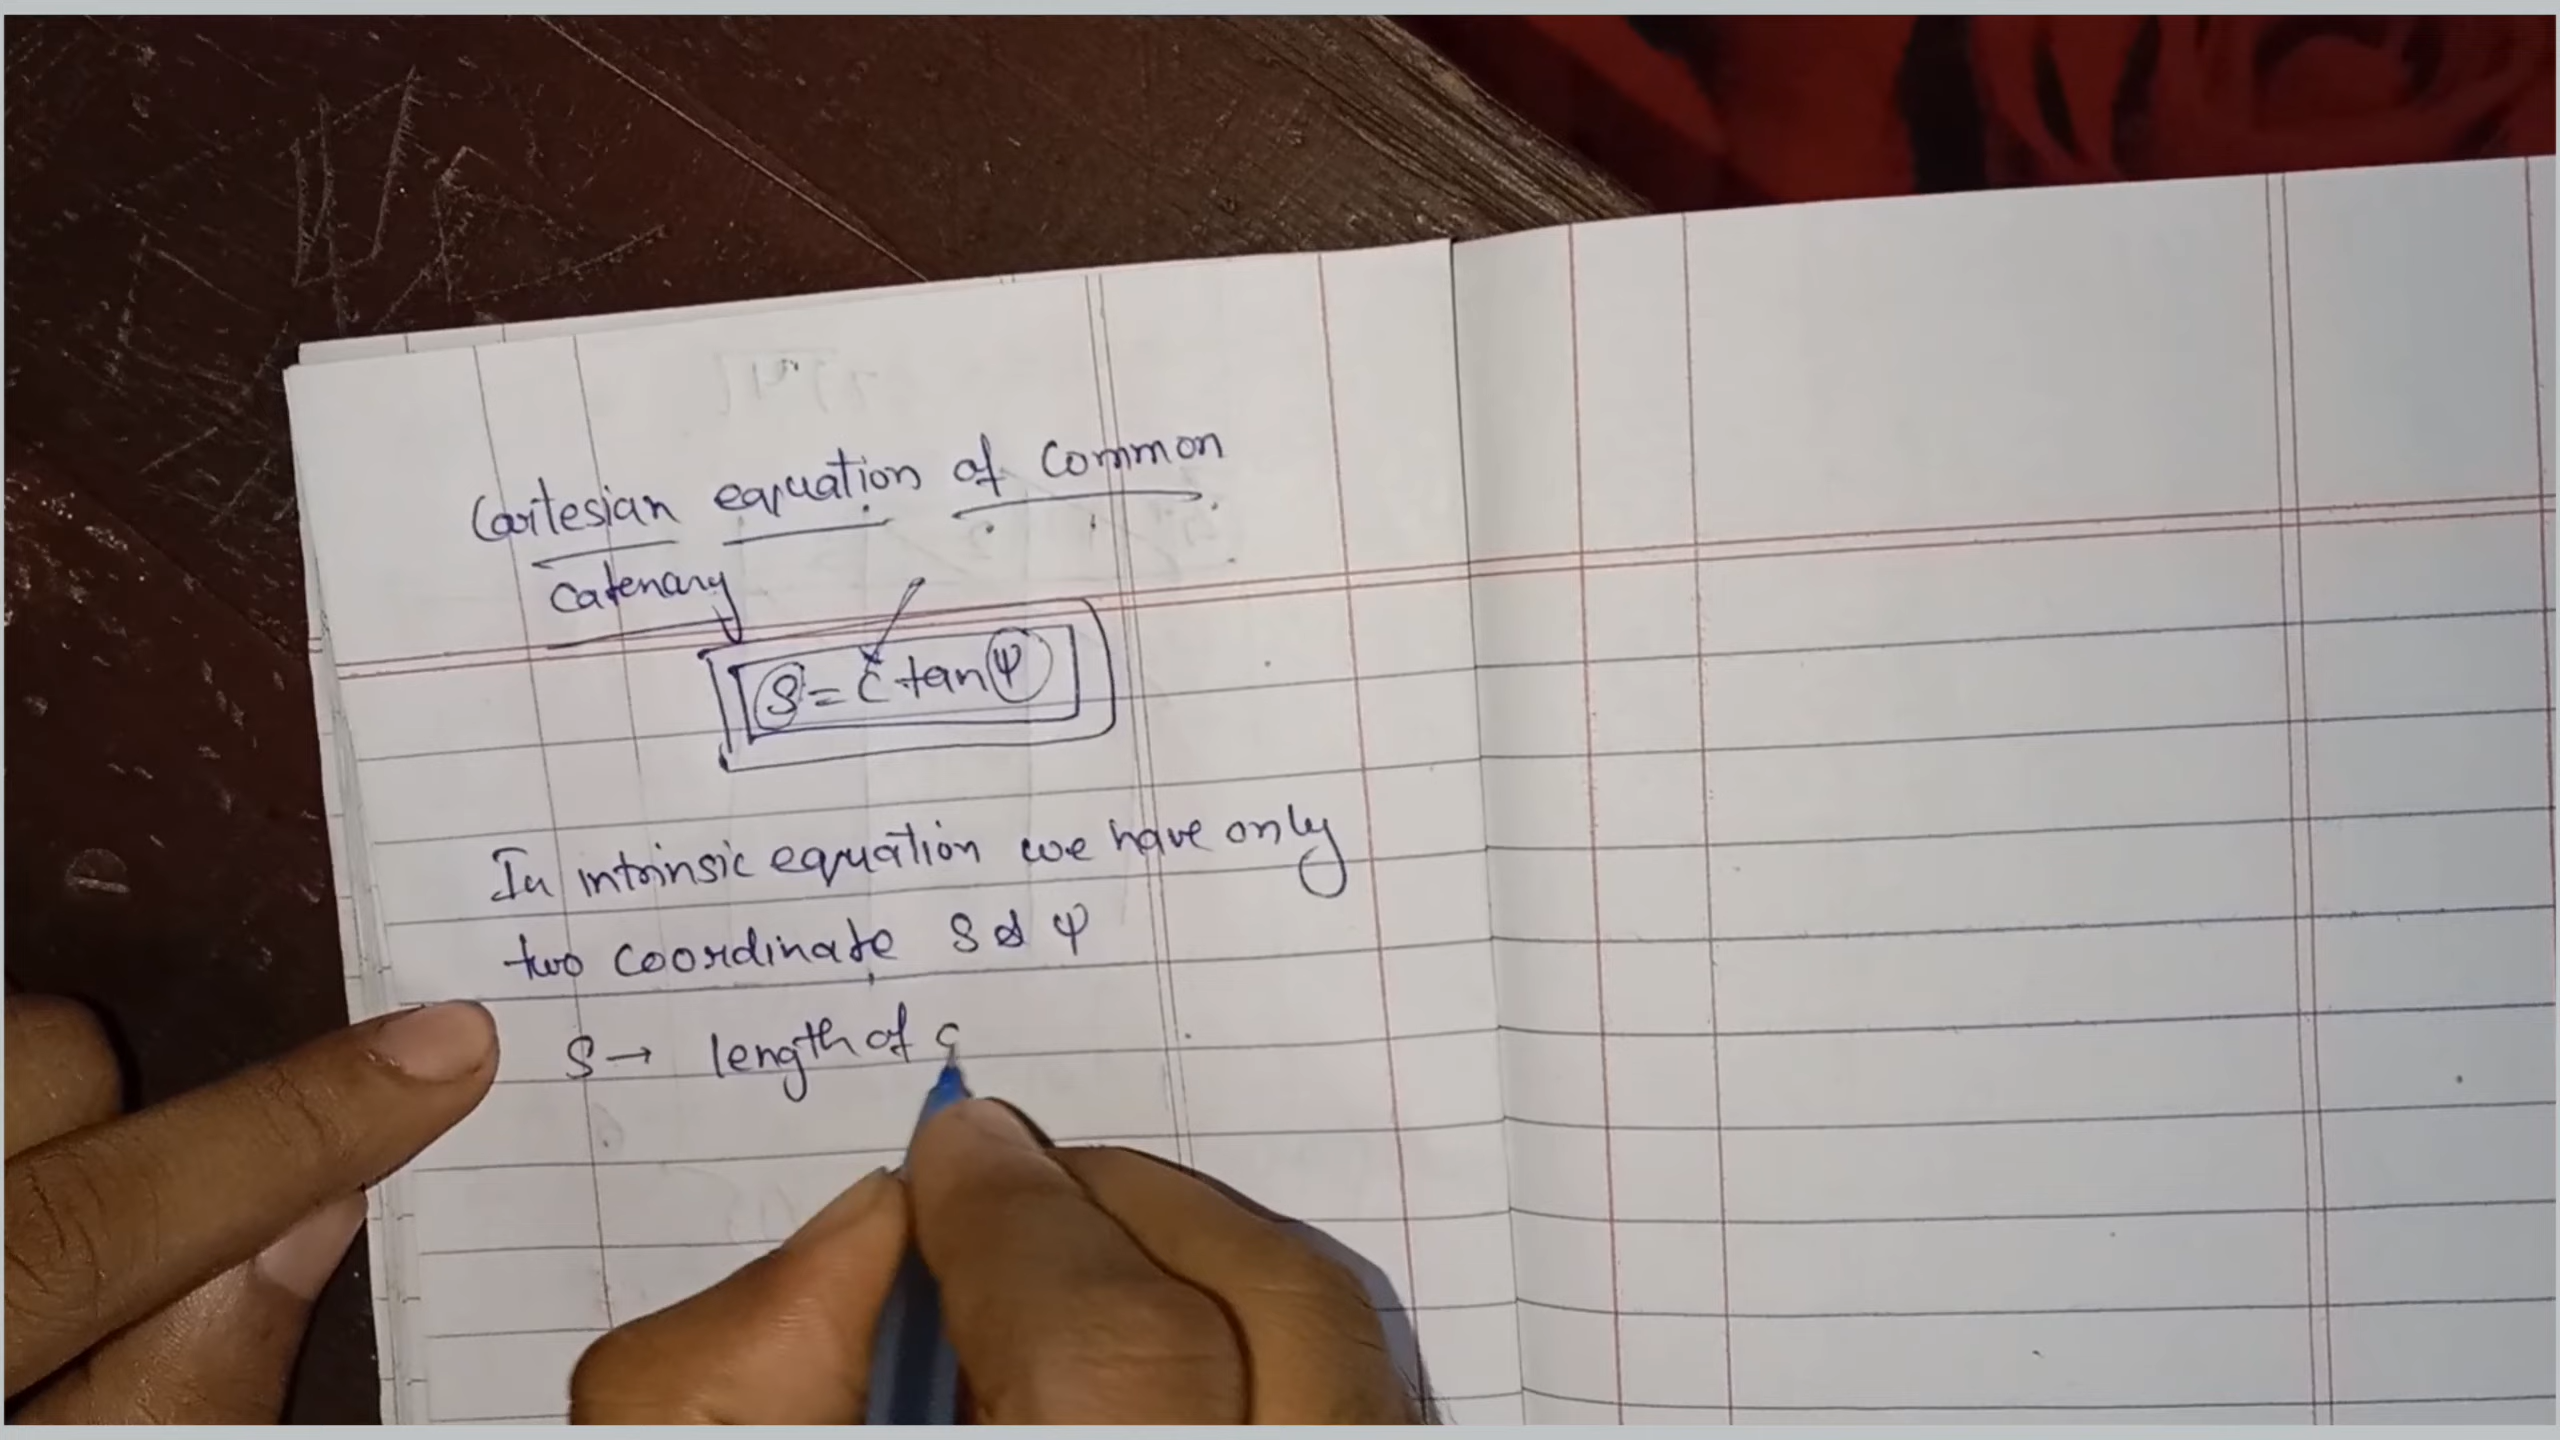 Cartesian equation of Common
Catenary
S = C tan ψ
In intrinsic equation we have only
two coordinate S & ψ
S → length of